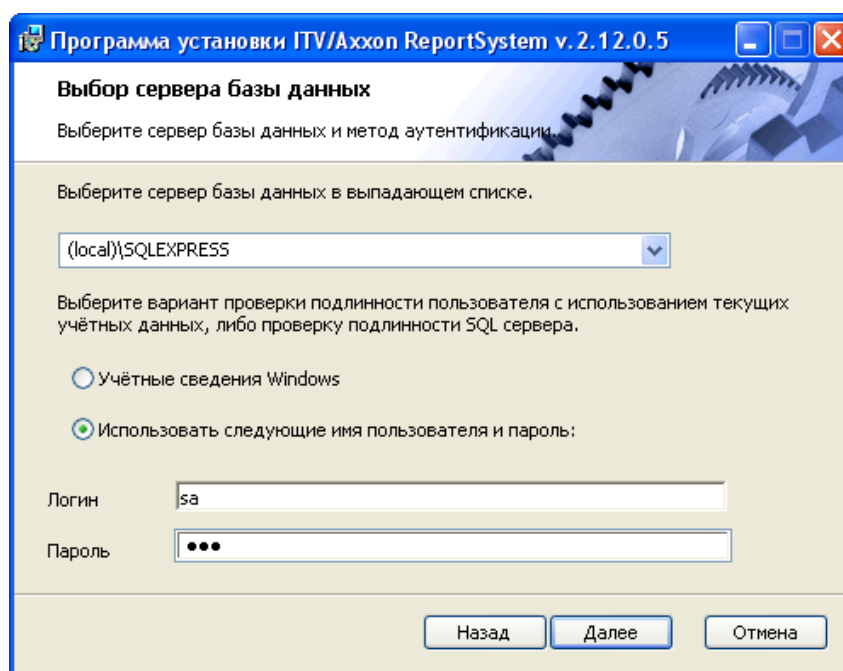 Программа установки ITV/Axxon ReportSystem v.2.12.0.5
Выбор сервера базы данных
Выберите сервер базы данных и метод аутентификации.
Выберите сервер базы данных в выпадающем списке.
(local)\SQLEXPRESS
Выберите вариант проверки подлинности пользователя с использованием текущих
учётных данных, либо проверку подлинности SQL сервера.
Учётные сведения Windows
Использовать следующие имя пользователя и пароль:
Логин sa
Пароль •••
Назад Далее Отмена